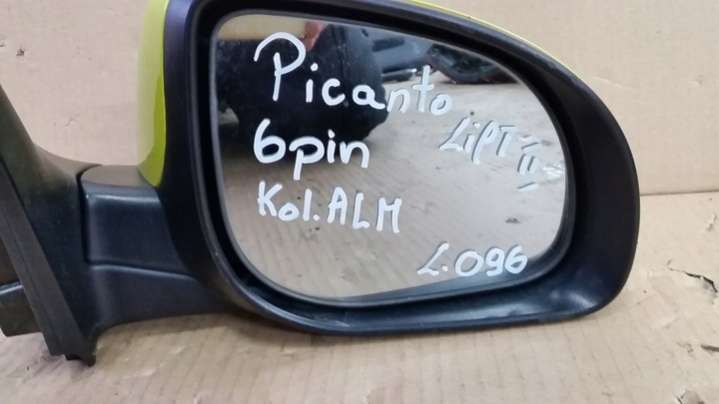 Picanto
Lift II
6pin
Kol. ALM
L.096